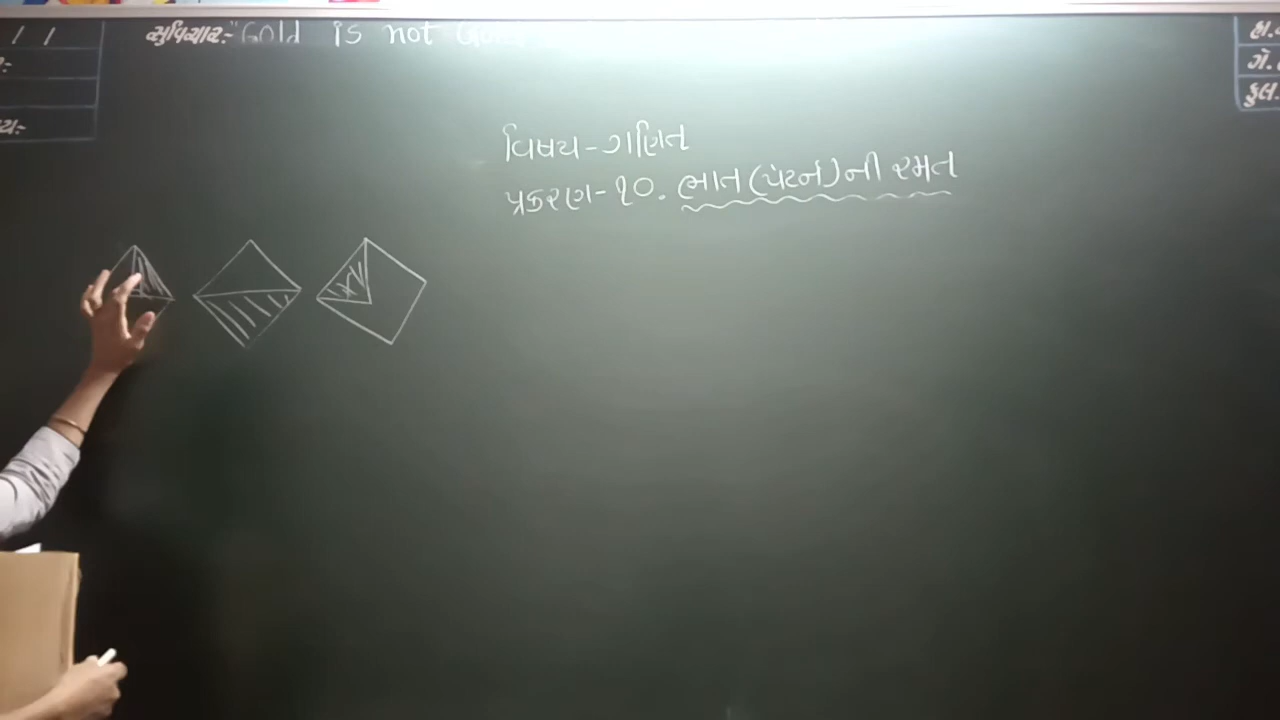 સુવિચાર:- "Gold is not
હા.
ગે.
કુલ.
વિષય - ગણિત
પ્રકરણ - ૧૦. ભાત (પેટર્ન) ની રમત